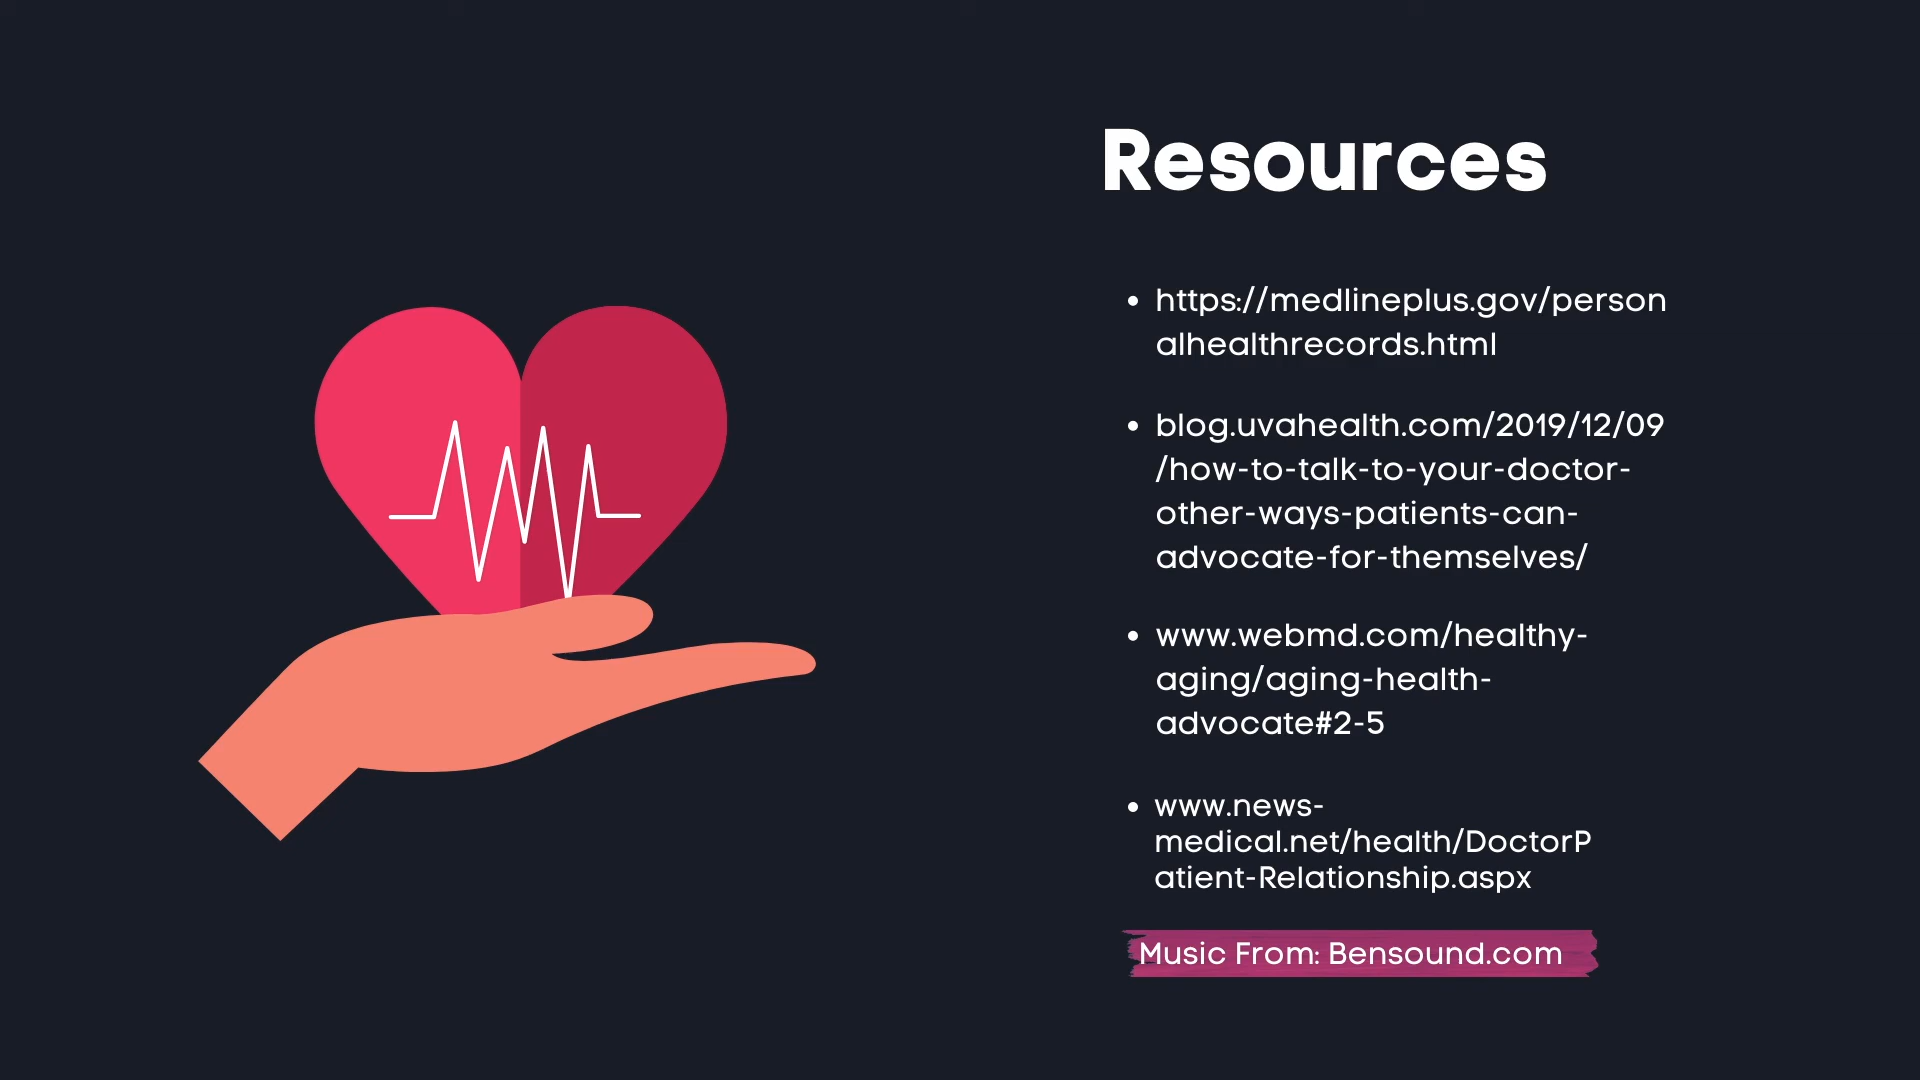 Resources
• https://medlineplus.gov/person
alhealthrecords.html
• blog.uvahealth.com/2019/12/09
/how-to-talk-to-your-doctor-
other-ways-patients-can-
advocate-for-themselves/
• www.webmd.com/healthy-
aging/aging-health-
advocate#2-5
• www.news-
medical.net/health/DoctorP
atient-Relationship.aspx
Music From: Bensound.com